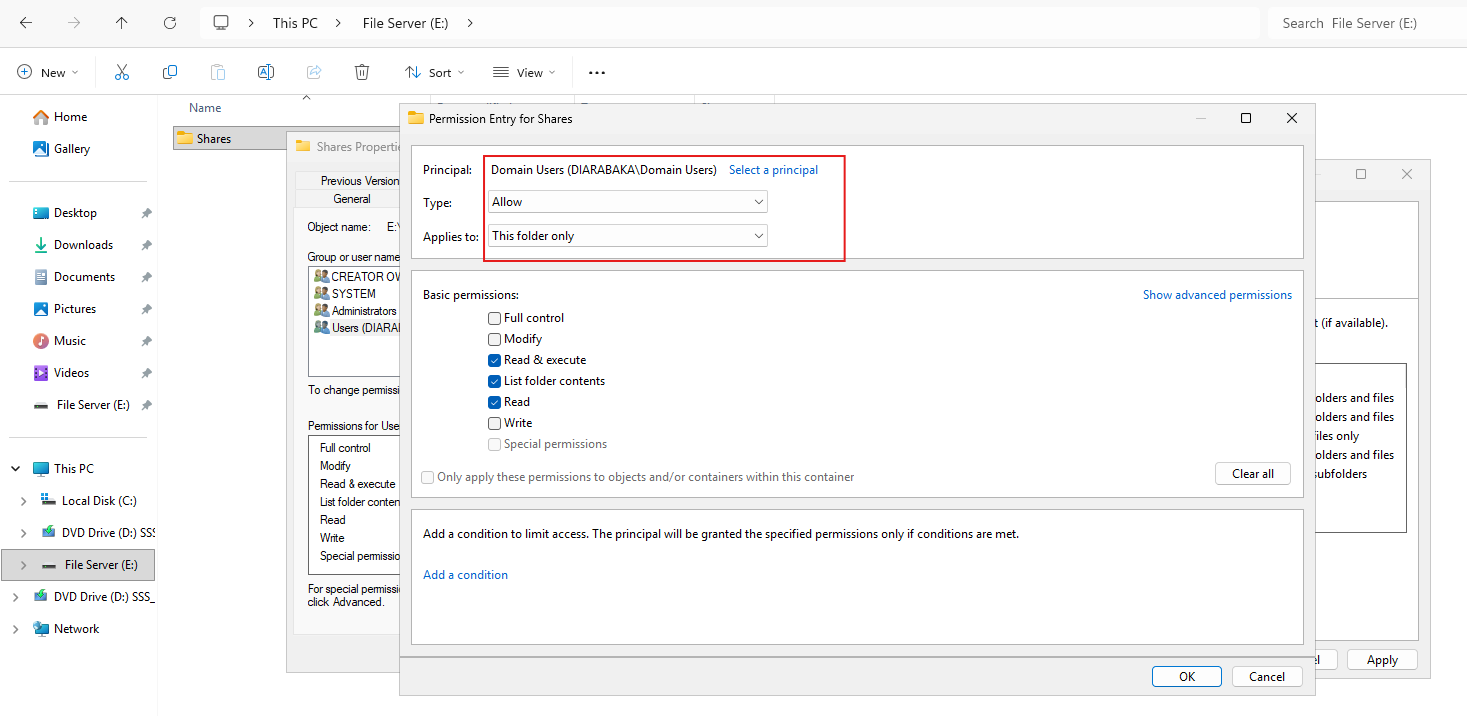 This PC
File Server (E:)
Search File Server (E:)
New
Sort
View
Name
Home
Gallery
Desktop
Downloads
Documents
Pictures
Music
Videos
File Server (E:)
This PC
Local Disk (C:)
DVD Drive (D:) SSS
File Server (E:)
DVD Drive (D:) SSS_
Network
Shares
Shares Properti
Previous Version
General
Object name: E:\
Group or user name
CREATOR OW
SYSTEM
Administrators
Users (DIARA
To change permissi
Permissions for Use
Full control
Modify
Read & execute
List folder conten
Read
Write
Special permissio
For special permissi
click Advanced.
Permission Entry for Shares
Principal: Domain Users (DIARABAKA\Domain Users) Select a principal
Type: Allow
Applies to: This folder only
Basic permissions:
Show advanced permissions
Full control
Modify
Read & execute
List folder contents
Read
Write
Special permissions
Only apply these permissions to objects and/or containers within this container
Clear all
Add a condition to limit access. The principal will be granted the specified permissions only if conditions are met.
Add a condition
OK
Cancel
t (if available).
olders and files
olders and files
files only
olders and files
subfolders
el
Apply